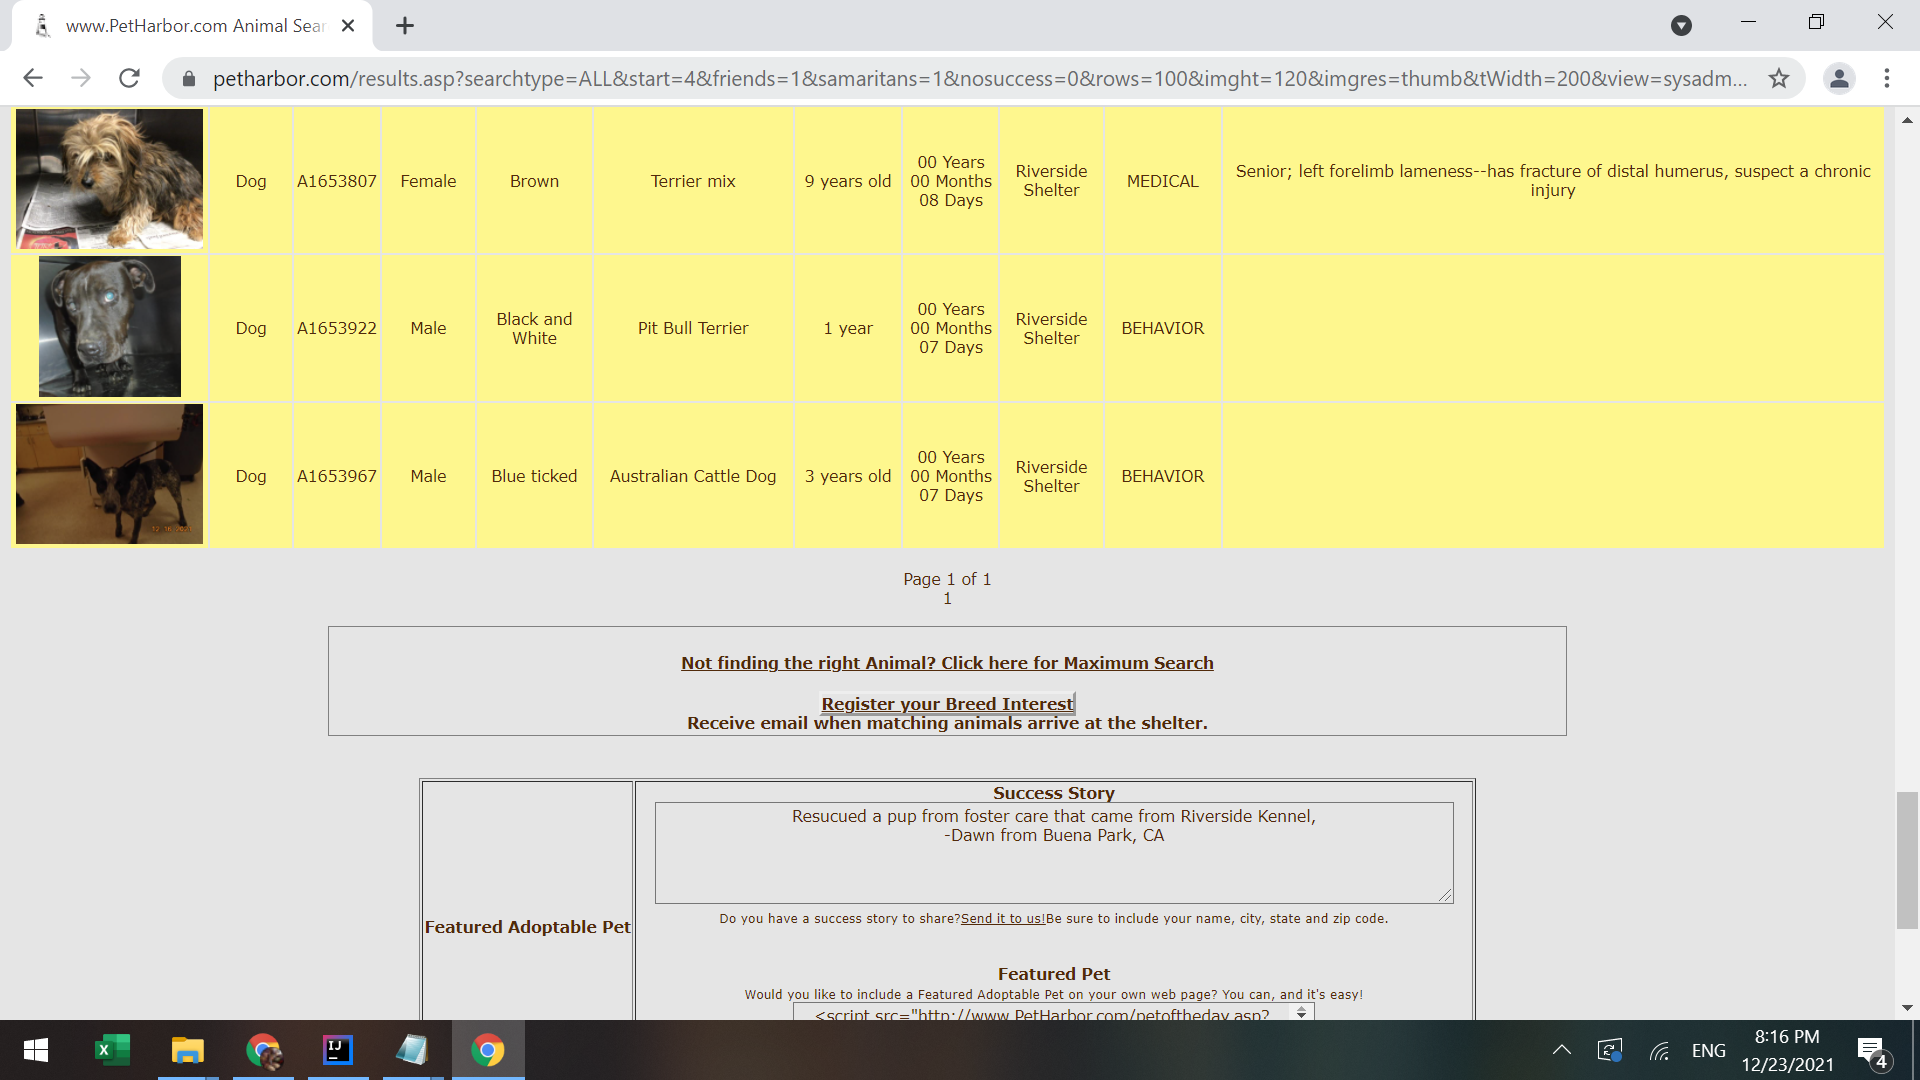 www.PetHarbor.com Animal Sear
petharbor.com/results.asp?searchtype=ALL&start=4&friends=1&samaritans=1&nosuccess=0&rows=100&imght=120&imgres=thumb&tWidth=200&view=sysadm...
Dog A1653807 Female Brown Terrier mix 9 years old 00 Years 00 Months 08 Days Riverside Shelter MEDICAL Senior; left forelimb lameness--has fracture of distal humerus, suspect a chronic injury
Dog A1653922 Male Black and White Pit Bull Terrier 1 year 00 Years 00 Months 07 Days Riverside Shelter BEHAVIOR
Dog A1653967 Male Blue ticked Australian Cattle Dog 3 years old 00 Years 00 Months 07 Days Riverside Shelter BEHAVIOR
12 16 2021
Page 1 of 1
1
Not finding the right Animal? Click here for Maximum Search
Register your Breed Interest
Receive email when matching animals arrive at the shelter.
Featured Adoptable Pet
Success Story
Resucued a pup from foster care that came from Riverside Kennel,
-Dawn from Buena Park, CA
Do you have a success story to share?Send it to us!Be sure to include your name, city, state and zip code.
Featured Pet
Would you like to include a Featured Adoptable Pet on your own web page? You can, and it's easy!
<script src="http://www.PetHarbor.com/petoftheday.asp?
IJ
ENG
8:16 PM
12/23/2021
4